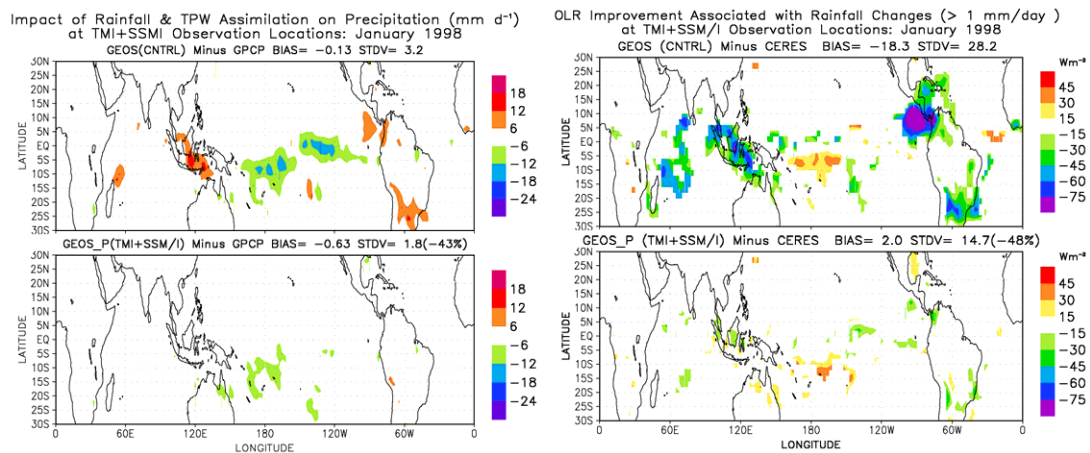 Impact of Rainfall & TPW Assimilation on Precipitation (mm d⁻¹)
at TMI+SSMI Observation Locations: January 1998
GEOS(CNTRL) Minus GPCP BIAS= −0.13 STDV= 3.2
30N
25N
20N
15N
10N
5N
EQ
5S
10S
15S
20S
25S
30S
LATITUDE
18
12
6
−6
−12
−18
−24
GEOS_P(TMI+SSM/I) Minus GPCP BIAS= −0.63 STDV= 1.8(−43%)
30N
25N
20N
15N
10N
5N
EQ
5S
10S
15S
20S
25S
30S
LATITUDE
0 60E 120E 180 120W 60W 0
LONGITUDE
18
12
6
−6
−12
−18
−24
OLR Improvement Associated with Rainfall Changes (> 1 mm/day )
at TMI+SSM/I Observation Locations: January 1998
GEOS (CNTRL) Minus CERES BIAS= −18.3 STDV= 28.2
30N
25N
20N
15N
10N
5N
EQ
5S
10S
15S
20S
25S
30S
LATITUDE
Wm⁻²
45
30
15
−15
−30
−45
−60
−75
GEOS_P (TMI+SSM/I) Minus CERES BIAS= 2.0 STDV= 14.7(−48%)
30N
25N
20N
15N
10N
5N
EQ
5S
10S
15S
20S
25S
30S
LATITUDE
0 60E 120E 180 120W 60W 0
LONGITUDE
Wm⁻²
45
30
15
−15
−30
−45
−60
−75